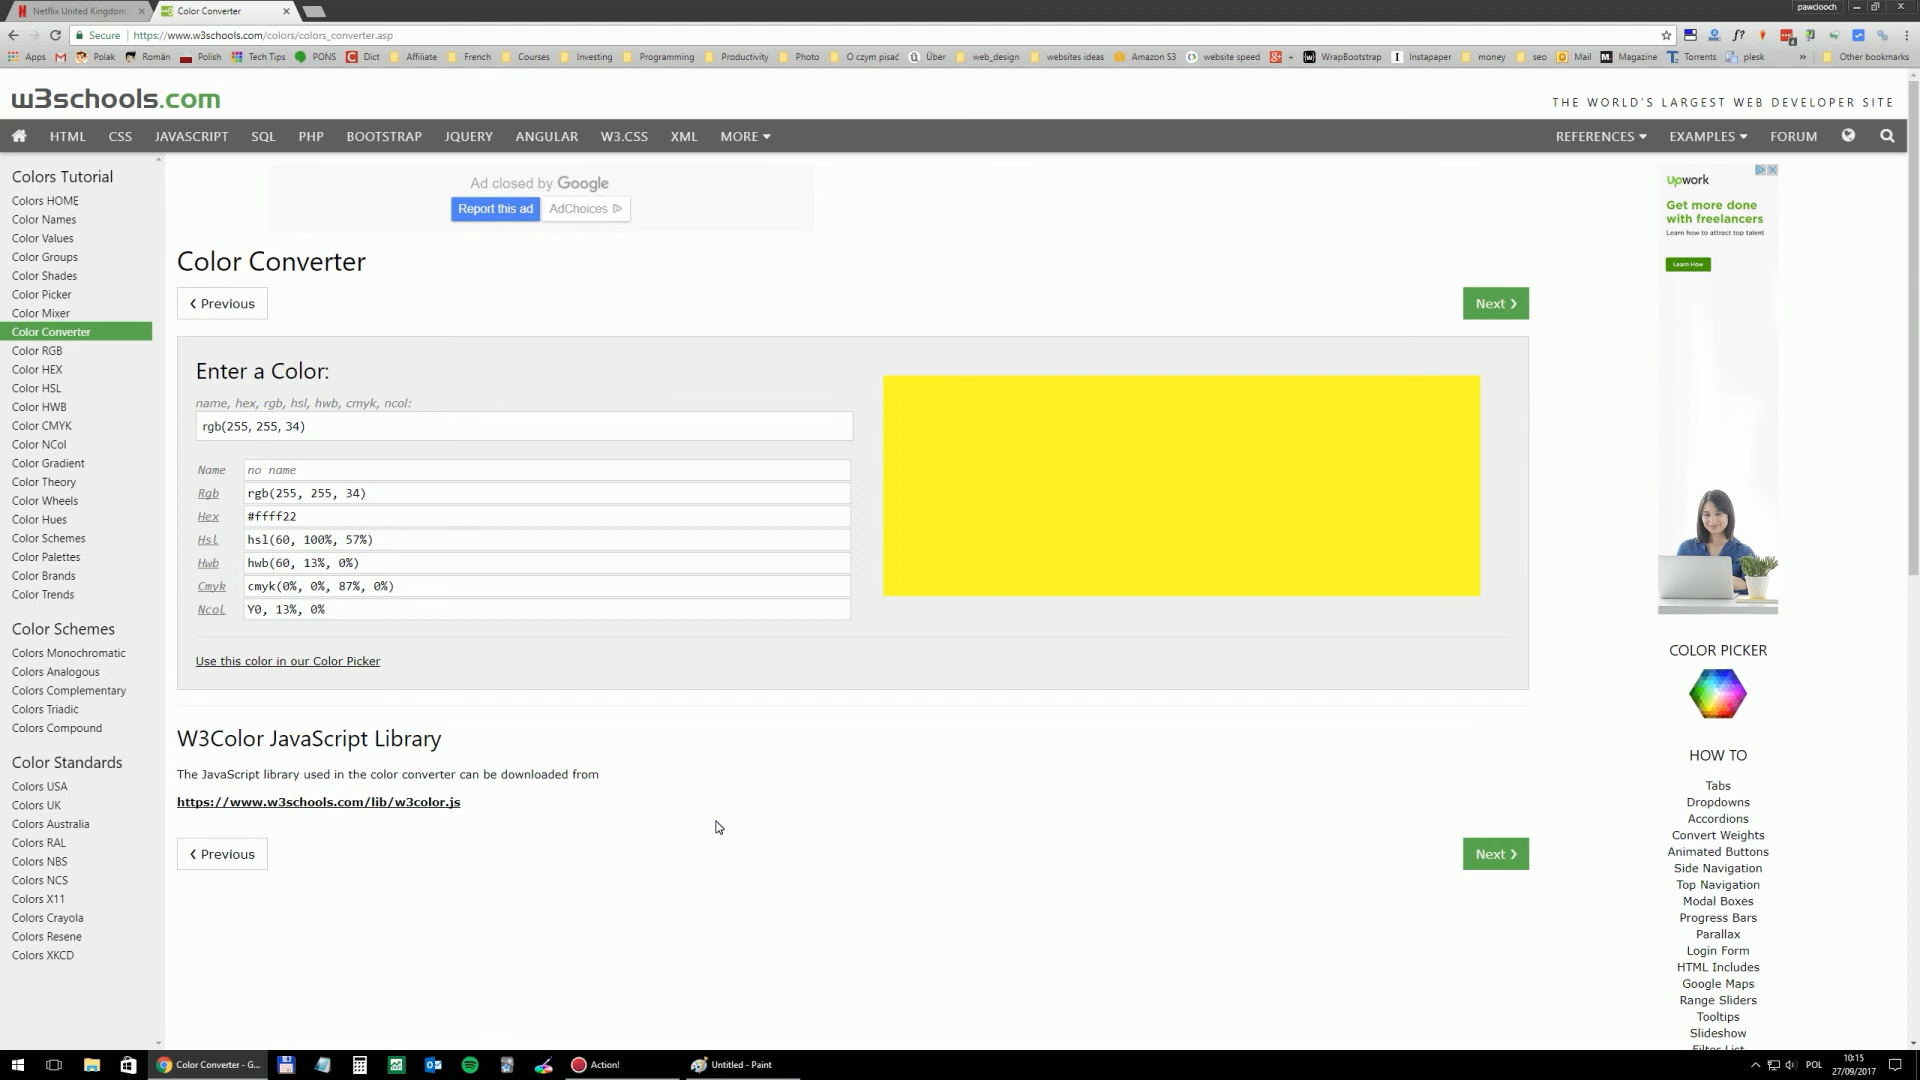 Netflix United Kingdom
Color Converter
pawciooch
Secure
https://www.w3schools.com/colors/colors_converter.asp
f?
Apps Polak Român Polish Tech Tips PONS Dict Affiliate French Courses Investing Programming Productivity Photo O czym pisać Über web_design websites ideas Amazon S3 website speed + WrapBootstrap Instapaper money seo Mail Magazine Torrents plesk » Other bookmarks
w3schools.com
THE WORLD'S LARGEST WEB DEVELOPER SITE
HTML CSS JAVASCRIPT SQL PHP BOOTSTRAP JQUERY ANGULAR W3.CSS XML MORE REFERENCES EXAMPLES FORUM
Colors Tutorial
Colors HOME
Color Names
Color Values
Color Groups
Color Shades
Color Picker
Color Mixer
Color Converter
Color RGB
Color HEX
Color HSL
Color HWB
Color CMYK
Color NCol
Color Gradient
Color Theory
Color Wheels
Color Hues
Color Schemes
Color Palettes
Color Brands
Color Trends
Color Schemes
Colors Monochromatic
Colors Analogous
Colors Complementary
Colors Triadic
Colors Compound
Color Standards
Colors USA
Colors UK
Colors Australia
Colors RAL
Colors NBS
Colors NCS
Colors X11
Colors Crayola
Colors Resene
Colors XKCD
Ad closed by Google
Report this ad
AdChoices
Color Converter
❮ Previous
Next ❯
Enter a Color:
name, hex, rgb, hsl, hwb, cmyk, ncol:
rgb(255, 255, 34)
Name no name
Rgb rgb(255, 255, 34)
Hex #ffff22
Hsl hsl(60, 100%, 57%)
Hwb hwb(60, 13%, 0%)
Cmyk cmyk(0%, 0%, 87%, 0%)
Ncol Y0, 13%, 0%
Use this color in our Color Picker
W3Color JavaScript Library
The JavaScript library used in the color converter can be downloaded from
https://www.w3schools.com/lib/w3color.js
❮ Previous
Next ❯
Upwork
Get more done
with freelancers
Learn how to attract top talent
Learn How
COLOR PICKER
HOW TO
Tabs
Dropdowns
Accordions
Convert Weights
Animated Buttons
Side Navigation
Top Navigation
Modal Boxes
Progress Bars
Parallax
Login Form
HTML Includes
Google Maps
Range Sliders
Tooltips
Slideshow
Filter List
Color Converter - G...
Action!
Untitled - Paint
POL
10:15
27/09/2017